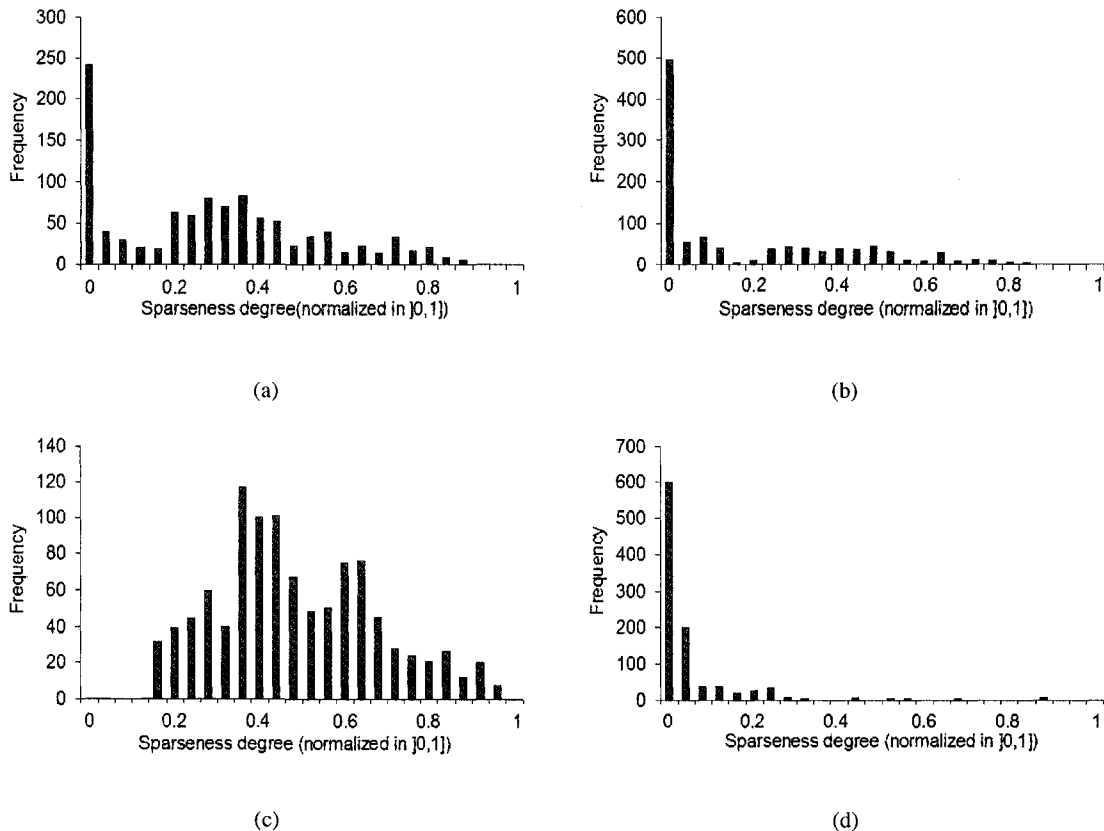 300
250
200
150
100
50
0
Frequency
0 0.2 0.4 0.6 0.8 1
Sparseness degree(normalized in ]0,1])
(a)
600
500
400
300
200
100
0
Frequency
0 0.2 0.4 0.6 0.8 1
Sparseness degree (normalized in ]0,1])
(b)
140
120
100
80
60
40
20
0
Frequency
0 0.2 0.4 0.6 0.8 1
Sparseness degree (normalized in ]0,1])
(c)
700
600
500
400
300
200
100
0
Frequency
0 0.2 0.4 0.6 0.8 1
Sparseness degree (normalized in ]0,1])
(d)